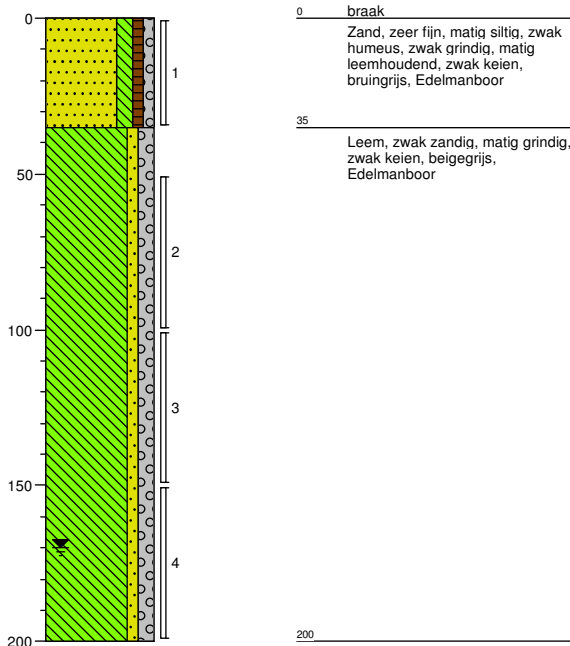 0
50
100
150
200
1
2
3
4
0
braak
Zand, zeer fijn, matig siltig, zwak
humeus, zwak grindig, matig
leemhoudend, zwak keien,
bruingrijs, Edelmanboor
35
Leem, zwak zandig, matig grindig,
zwak keien, beigegrijs,
Edelmanboor
200